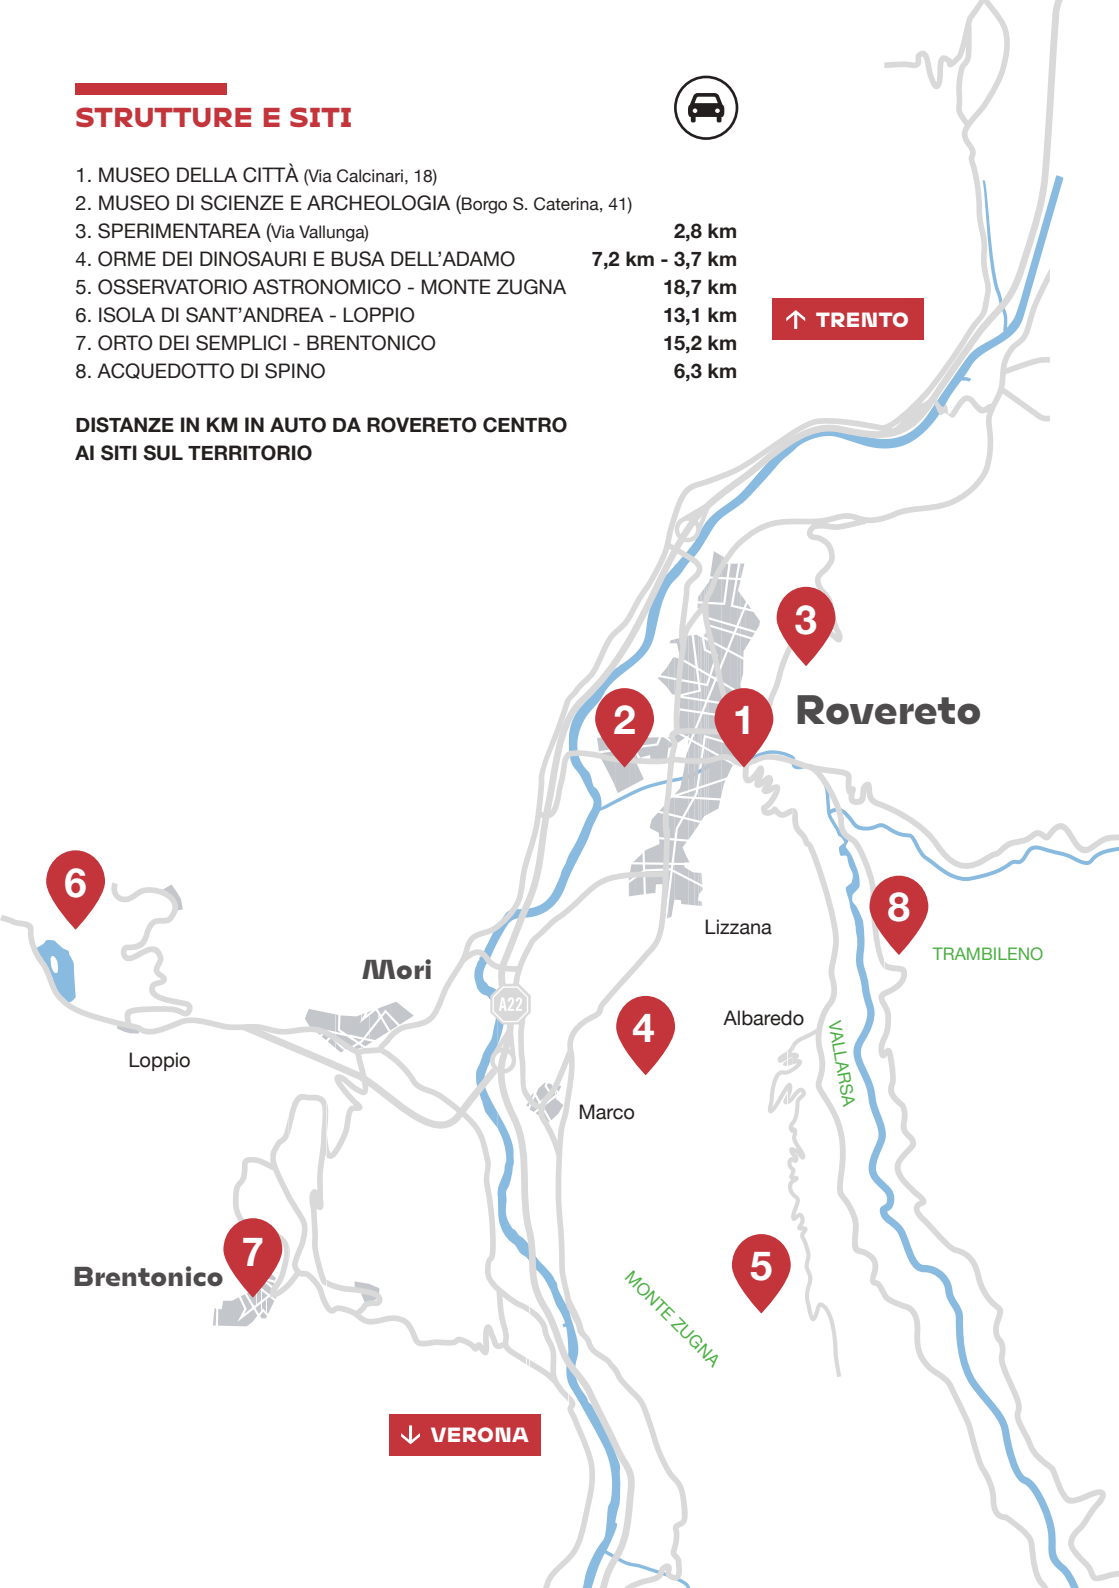 STRUTTURE E SITI
1. MUSEO DELLA CITTÀ (Via Calcinari, 18)
2. MUSEO DI SCIENZE E ARCHEOLOGIA (Borgo S. Caterina, 41)
3. SPERIMENTAREA (Via Vallunga) 2,8 km
4. ORME DEI DINOSAURI E BUSA DELL'ADAMO 7,2 km - 3,7 km
5. OSSERVATORIO ASTRONOMICO - MONTE ZUGNA 18,7 km
6. ISOLA DI SANT'ANDREA - LOPPIO 13,1 km
7. ORTO DEI SEMPLICI - BRENTONICO 15,2 km
8. ACQUEDOTTO DI SPINO 6,3 km
DISTANZE IN KM IN AUTO DA ROVERETO CENTRO
AI SITI SUL TERRITORIO
↑ TRENTO
3
Rovereto
2
1
6
8
Lizzana
TRAMBILENO
Mori
A22
4
Albaredo
VALLARSA
Loppio
Marco
7
Brentonico
5
MONTE ZUGNA
↓ VERONA